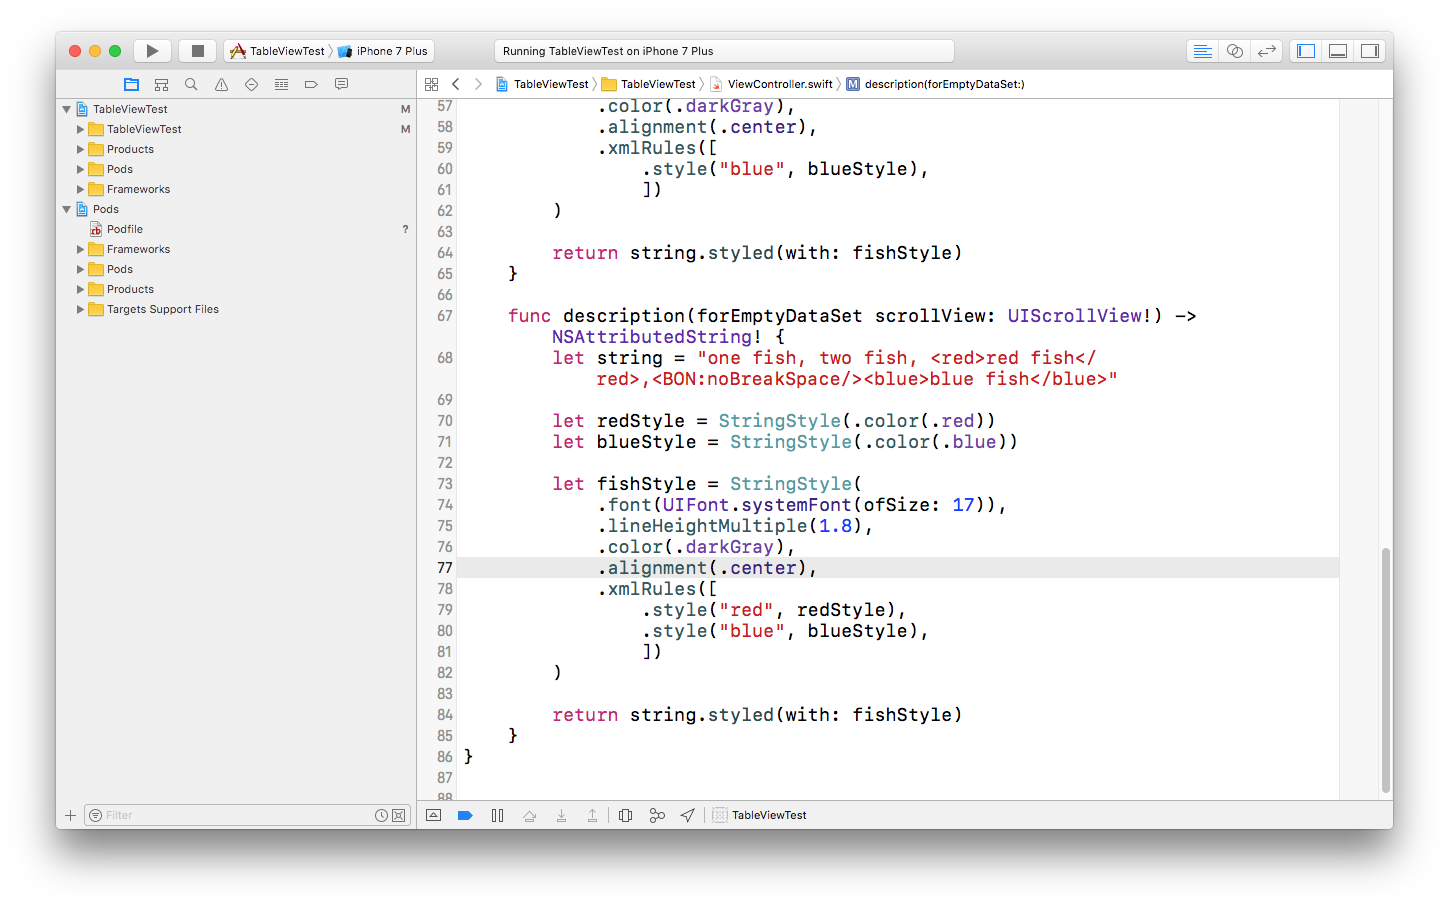 TableViewTest iPhone 7 Plus
Running TableViewTest on iPhone 7 Plus
TableViewTest TableViewTest ViewController.swift M description(forEmptyDataSet:)
TableViewTest M
TableViewTest M
Products
Pods
Frameworks
Pods
Podfile ?
Frameworks
Pods
Products
Targets Support Files
Filter
57 .color(.darkGray),
58 .alignment(.center),
59 .xmlRules([
60 .style("blue", blueStyle),
61 ])
62 )
63
64 return string.styled(with: fishStyle)
65 }
66
67 func description(forEmptyDataSet scrollView: UIScrollView!) ->
NSAttributedString! {
68 let string = "one fish, two fish, <red>red fish</
red>,<BON:noBreakSpace/><blue>blue fish</blue>"
69
70 let redStyle = StringStyle(.color(.red))
71 let blueStyle = StringStyle(.color(.blue))
72
73 let fishStyle = StringStyle(
74 .font(UIFont.systemFont(ofSize: 17)),
75 .lineHeightMultiple(1.8),
76 .color(.darkGray),
77 .alignment(.center),
78 .xmlRules([
79 .style("red", redStyle),
80 .style("blue", blueStyle),
81 ])
82 )
83
84 return string.styled(with: fishStyle)
85 }
86 }
87
88
TableViewTest